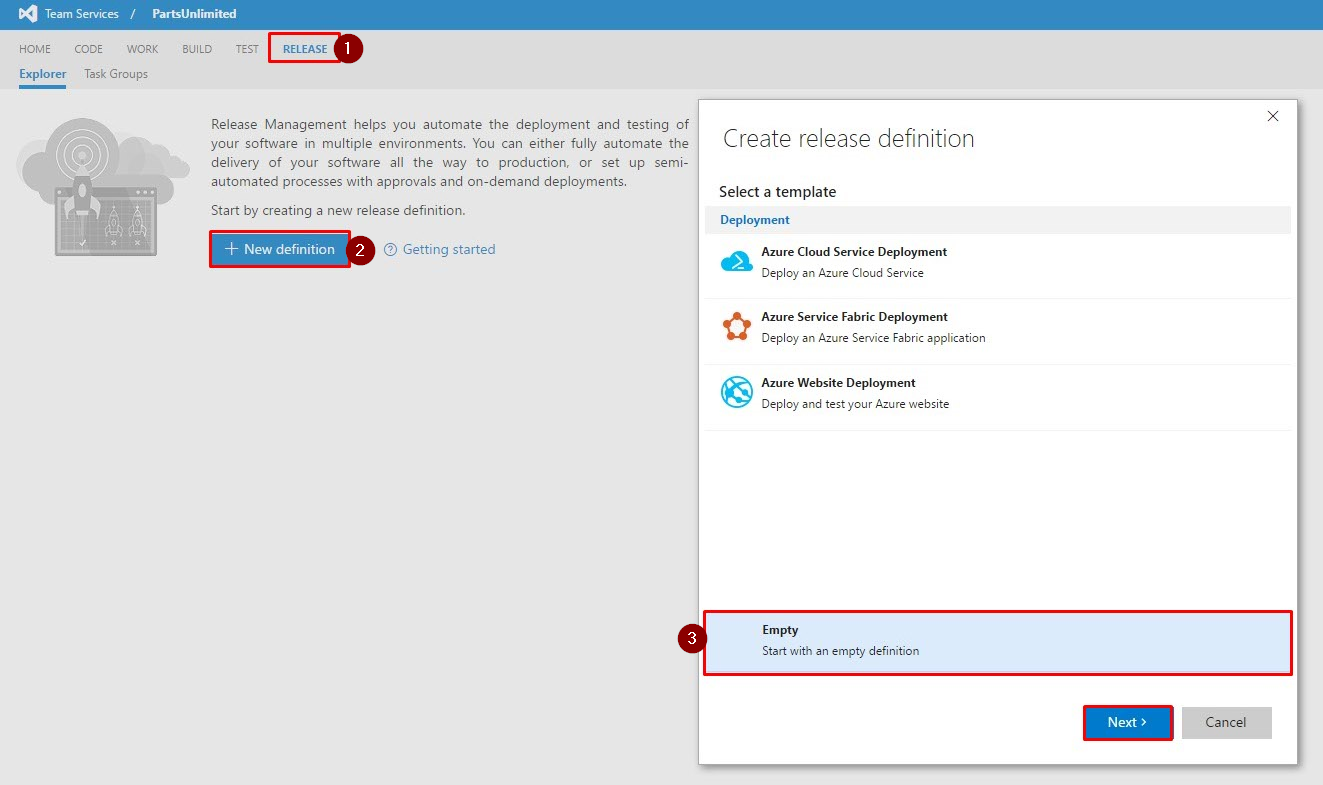 Team Services / PartsUnlimited
HOME CODE WORK BUILD TEST RELEASE 1
Explorer Task Groups
Release Management helps you automate the deployment and testing of
your software in multiple environments. You can either fully automate the
delivery of your software all the way to production, or set up semi-
automated processes with approvals and on-demand deployments.
Start by creating a new release definition.
+ New definition 2 ? Getting started
Create release definition
Select a template
Deployment
Azure Cloud Service Deployment
Deploy an Azure Cloud Service
Azure Service Fabric Deployment
Deploy an Azure Service Fabric application
Azure Website Deployment
Deploy and test your Azure website
3 Empty
Start with an empty definition
Next > Cancel